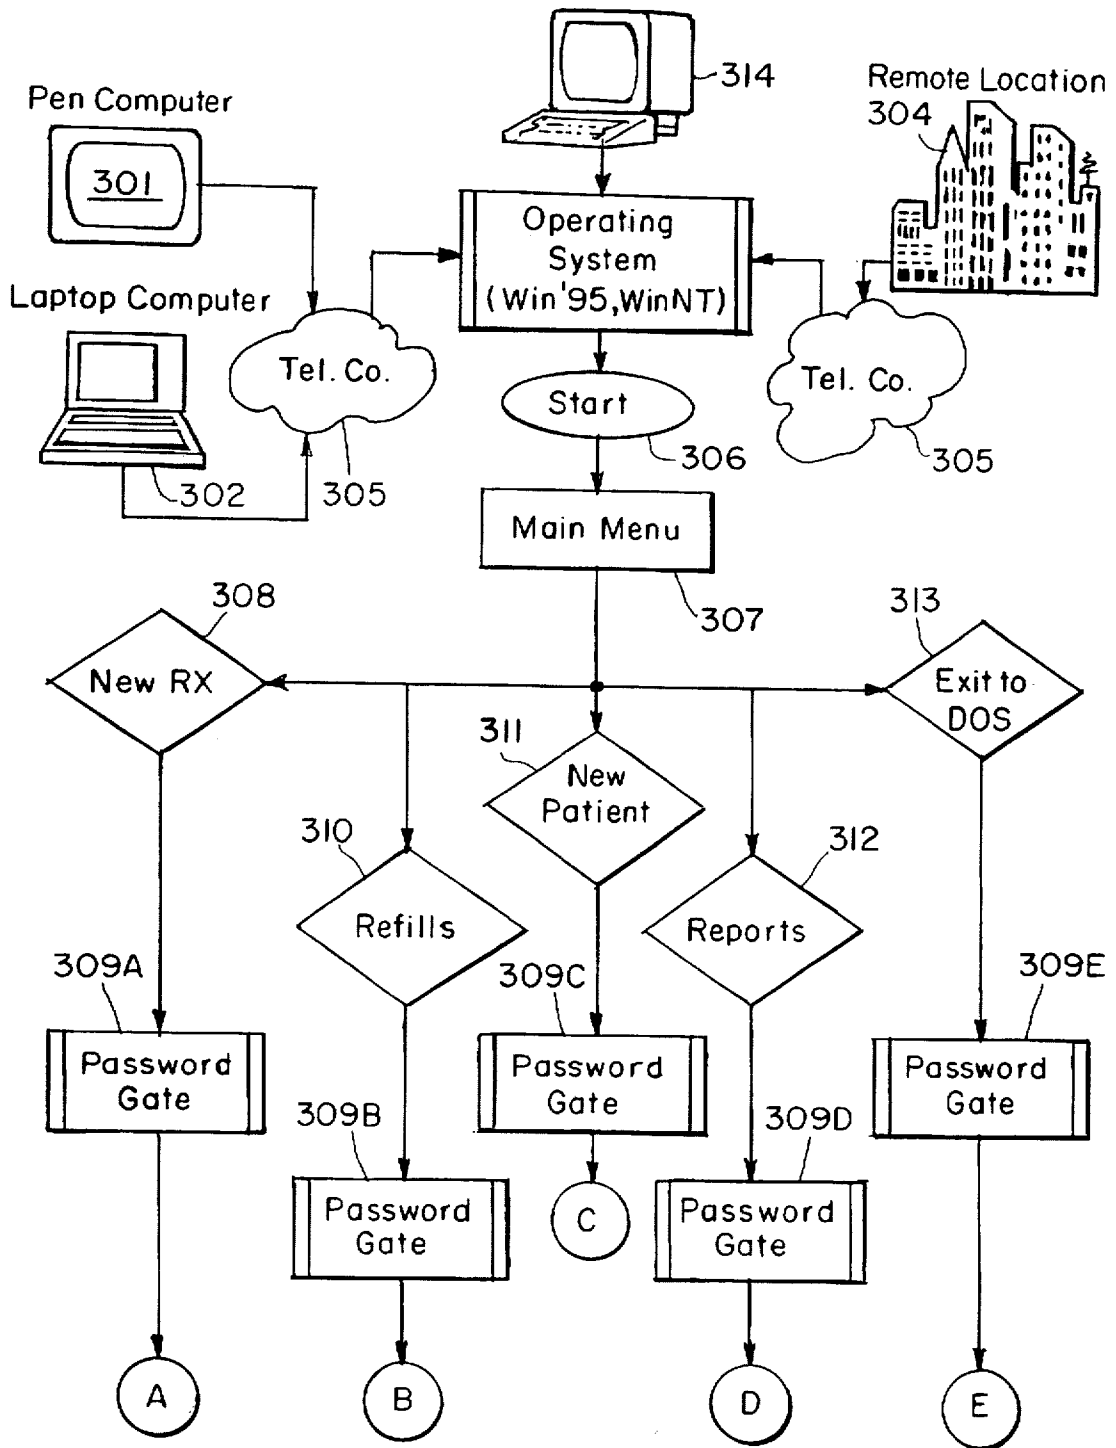 314
Remote Location
304
Pen Computer
301
Operating
System
(Win'95,WinNT)
Laptop Computer
Tel. Co.
Tel. Co.
Start
306
305
302
305
Main Menu
307
308
313
New RX
Exit to
DOS
311
New
Patient
310
312
Refills
Reports
309A
309C
309E
Password
Gate
Password
Gate
Password
Gate
309B
309D
Password
Gate
C
Password
Gate
A
B
D
E